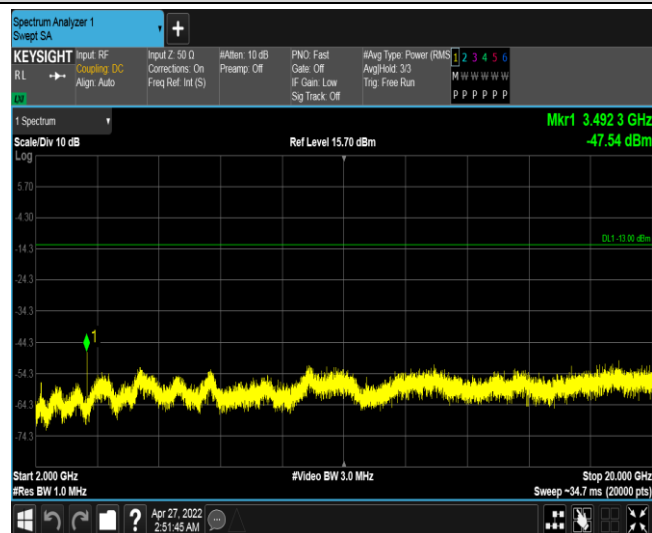 Spectrum Analyzer 1
Swept SA
+
KEYSIGHT Input: RF Input Z: 50 Ω #Atten: 10 dB PNO: Fast #Avg Type: Power (RMS 1 2 3 4 5 6
RL Coupling: DC Corrections: On Preamp: Off Gate: Off Avg|Hold: 3/3 M W W W W W
Align: Auto Freq Ref: Int (S) IF Gain: Low Trig: Free Run
Sig Track: Off P P P P P P
1 Spectrum Mkr1 3.492 3 GHz
Scale/Div 10 dB Ref Level 15.70 dBm -47.54 dBm
Log
5.70
-4.30
DL1 -13.00 dBm
-14.3
-24.3
-34.3
1
-44.3
-54.3
-64.3
-74.3
Start 2.000 GHz #Video BW 3.0 MHz Stop 20.000 GHz
#Res BW 1.0 MHz Sweep ~34.7 ms (20000 pts)
? Apr 27, 2022
2:51:45 AM